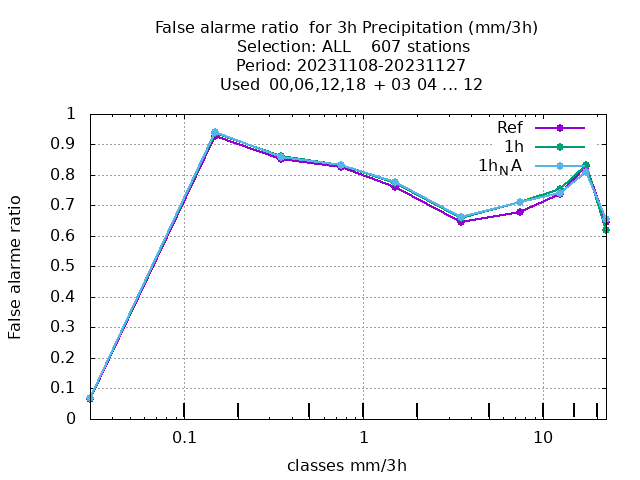 False alarme ratio for 3h Precipitation (mm/3h)
Selection: ALL 607 stations
Period: 20231108-20231127
Used 00,06,12,18 + 03 04 ... 12
Ref
1h
1h_N A
1
0.9
0.8
0.7
0.6
0.5
0.4
0.3
0.2
0.1
0
False alarme ratio
0.1 1 10
classes mm/3h